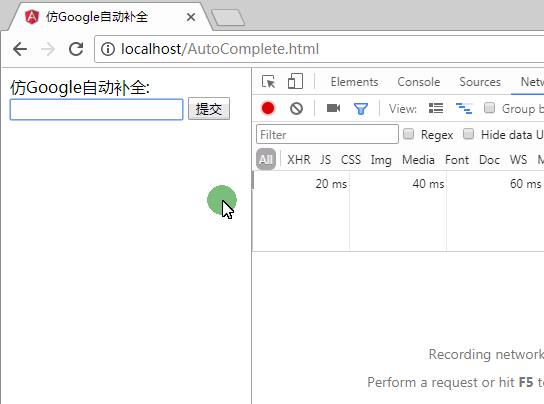 仿Google自动补全
localhost/AutoComplete.html
仿Google自动补全:
提交
Elements Console Sources Netw
View: Group b
Filter Regex Hide data U
All XHR JS CSS Img Media Font Doc WS M
20 ms 40 ms 60 ms
Recording network
Perform a request or hit F5 to